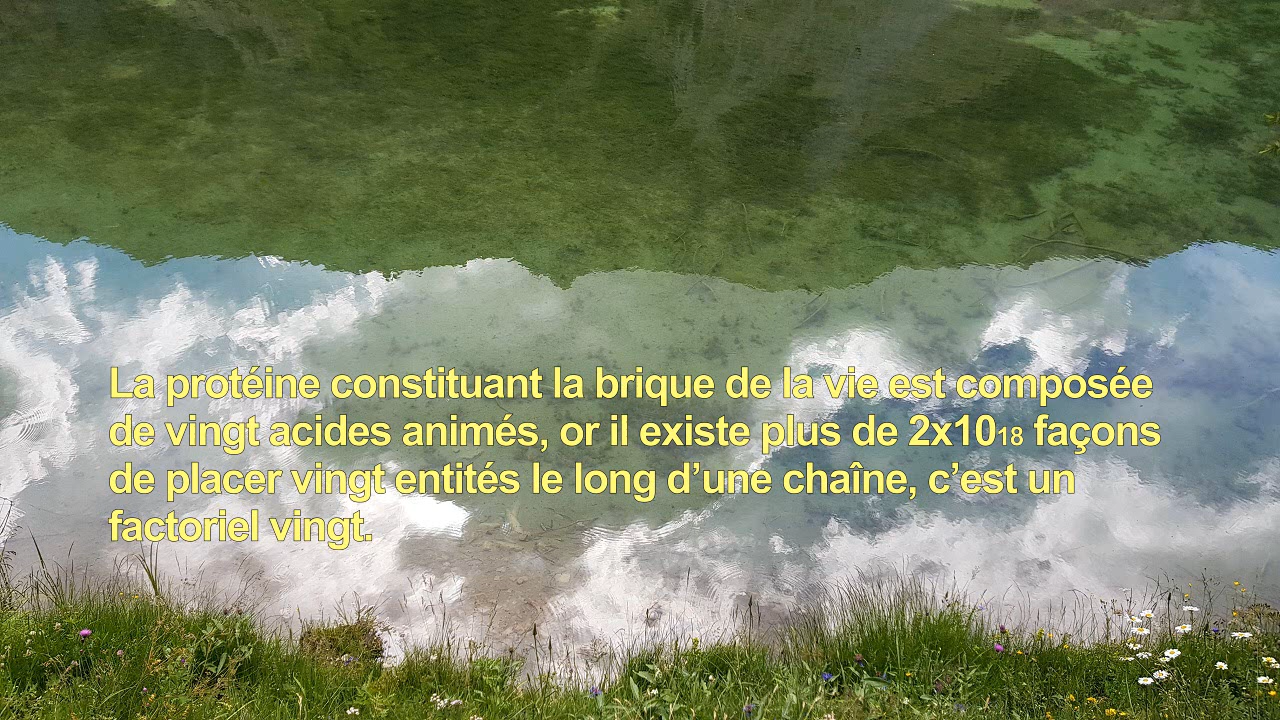 La protéine constituant la brique de la vie est composée
de vingt acides animés, or il existe plus de 2x10₁₈ façons
de placer vingt entités le long d’une chaîne, c’est un
factoriel vingt.